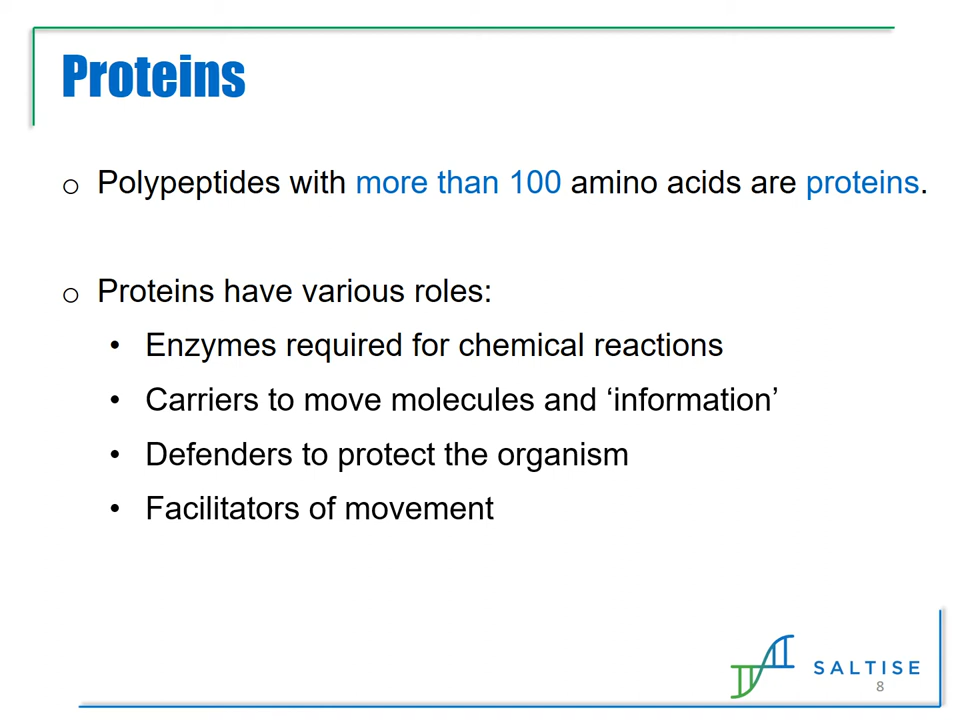 Proteins
o Polypeptides with more than 100 amino acids are proteins.
o Proteins have various roles:
• Enzymes required for chemical reactions
• Carriers to move molecules and ‘information’
• Defenders to protect the organism
• Facilitators of movement
SALTISE
8